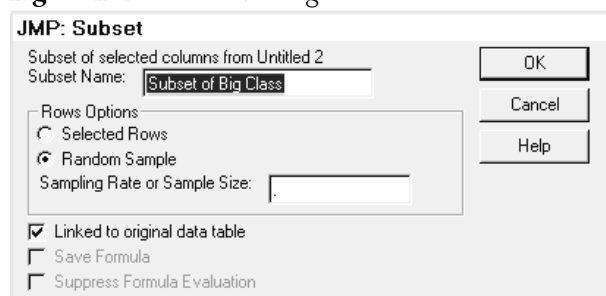 JMP: Subset
Subset of selected columns from Untitled 2
Subset Name: Subset of Big Class
OK
Cancel
Help
Rows Options
Selected Rows
Random Sample
Sampling Rate or Sample Size: .
Linked to original data table
Save Formula
Suppress Formula Evaluation